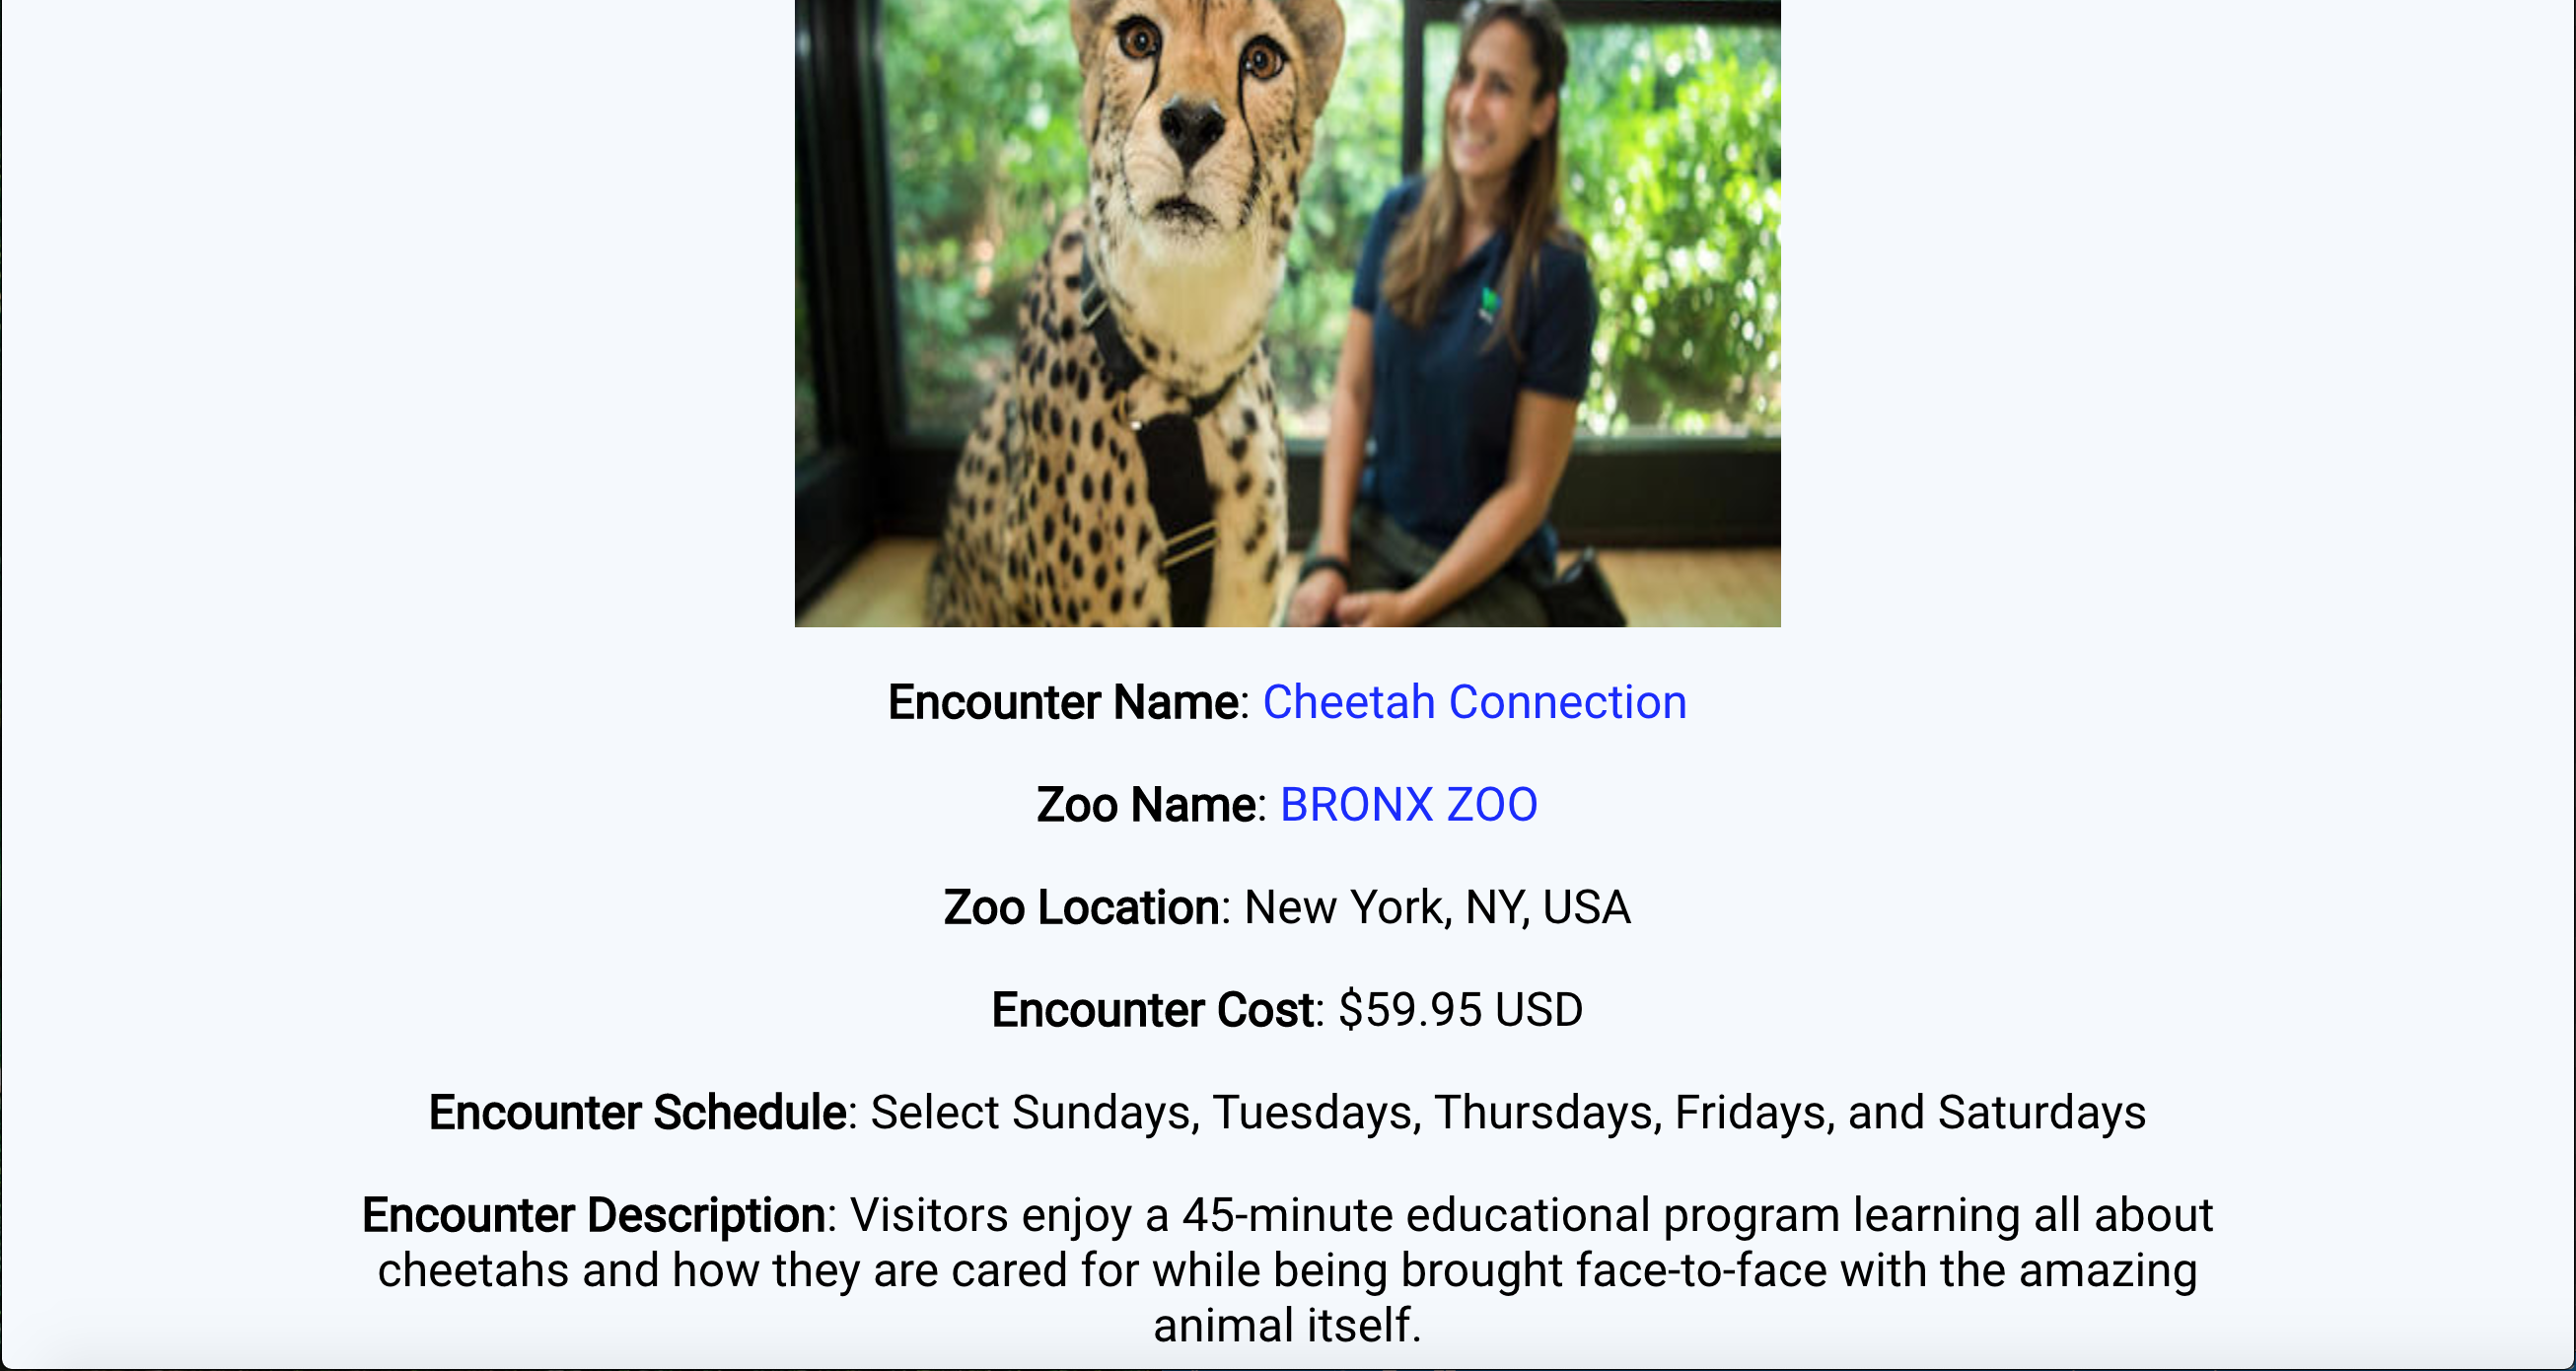 Encounter Name: Cheetah Connection
Zoo Name: BRONX ZOO
Zoo Location: New York, NY, USA
Encounter Cost: $59.95 USD
Encounter Schedule: Select Sundays, Tuesdays, Thursdays, Fridays, and Saturdays
Encounter Description: Visitors enjoy a 45-minute educational program learning all about
cheetahs and how they are cared for while being brought face-to-face with the amazing
animal itself.